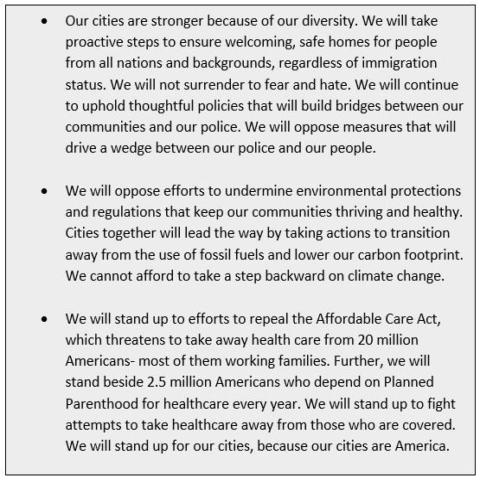 • Our cities are stronger because of our diversity. We will take
proactive steps to ensure welcoming, safe homes for people
from all nations and backgrounds, regardless of immigration
status. We will not surrender to fear and hate. We will continue
to uphold thoughtful policies that will build bridges between our
communities and our police. We will oppose measures that will
drive a wedge between our police and our people.
• We will oppose efforts to undermine environmental protections
and regulations that keep our communities thriving and healthy.
Cities together will lead the way by taking actions to transition
away from the use of fossil fuels and lower our carbon footprint.
We cannot afford to take a step backward on climate change.
• We will stand up to efforts to repeal the Affordable Care Act,
which threatens to take away health care from 20 million
Americans- most of them working families. Further, we will
stand beside 2.5 million Americans who depend on Planned
Parenthood for healthcare every year. We will stand up to fight
attempts to take healthcare away from those who are covered.
We will stand up for our cities, because our cities are America.